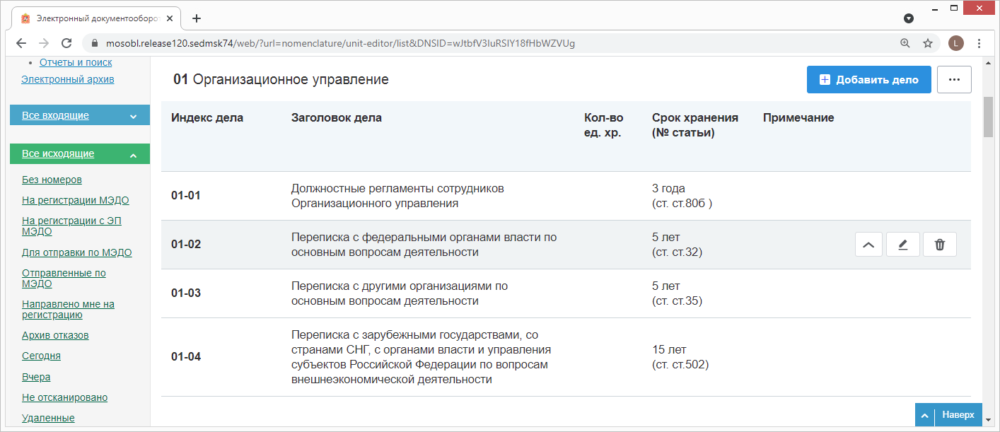 Электронный документооборот
mosobl.release120.sedmsk74/web/?url=nomenclature/unit-editor/list&DNSID=wJtbfV3IuRSlY18fHbWZVUg
L
Отчеты и поиск
Электронный архив
Все входящие
Все исходящие
Без номеров
На регистрации МЭДО
На регистрации с ЭП
МЭДО
Для отправки по МЭДО
Отправленные по
МЭДО
Направлено мне на
регистрацию
Архив отказов
Сегодня
Вчера
Не отсканировано
Удаленные
01 Организационное управление
Добавить дело
...
Индекс дела
Заголовок дела
Кол-во
ед. хр.
Срок хранения
(№ статьи)
Примечание
01-01
Должностные регламенты сотрудников
Организационного управления
3 года
(ст. ст.80б )
01-02
Переписка с федеральными органами власти по
основным вопросам деятельности
5 лет
(ст. ст.32)
01-03
Переписка с другими организациями по
основным вопросам деятельности
5 лет
(ст. ст.35)
01-04
Переписка с зарубежными государствами, со
странами СНГ, с органами власти и управления
субъектов Российской Федерации по вопросам
внешнеэкономической деятельности
15 лет
(ст. ст.502)
Наверх